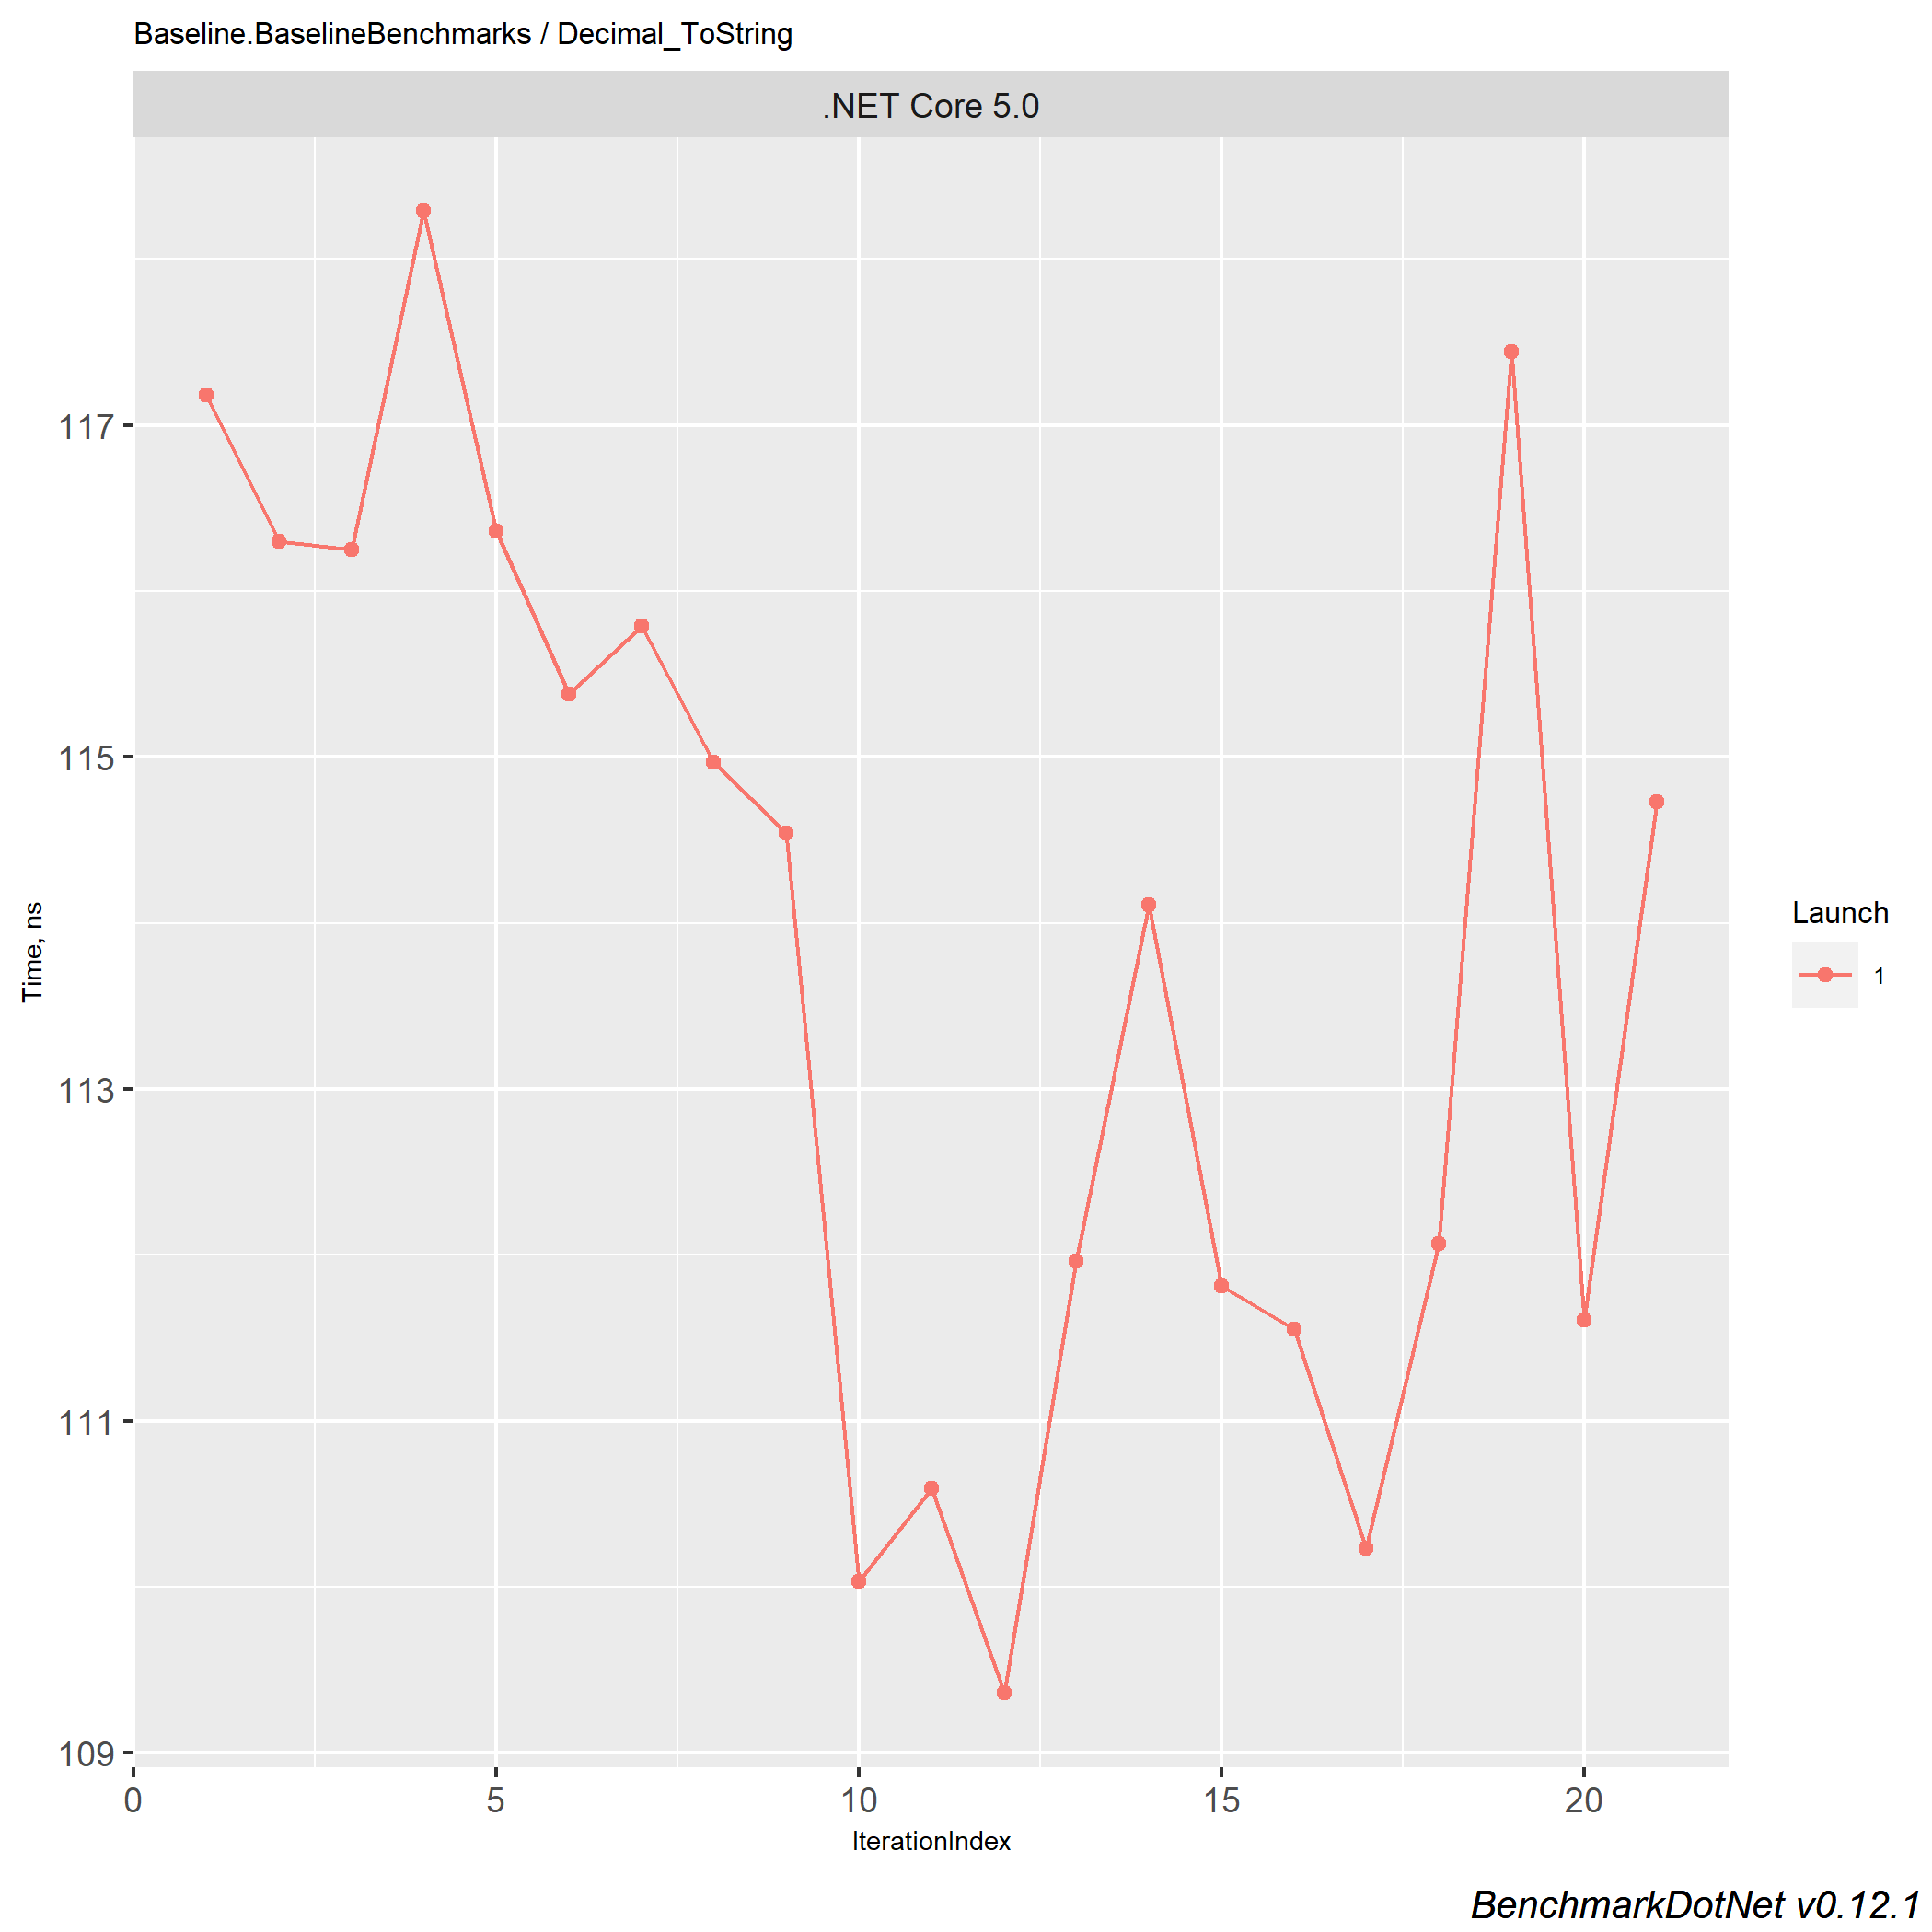 Baseline.BaselineBenchmarks / Decimal_ToString
.NET Core 5.0
117
115
113
111
109
Time, ns
0 5 10 15 20
IterationIndex
Launch
1
BenchmarkDotNet v0.12.1